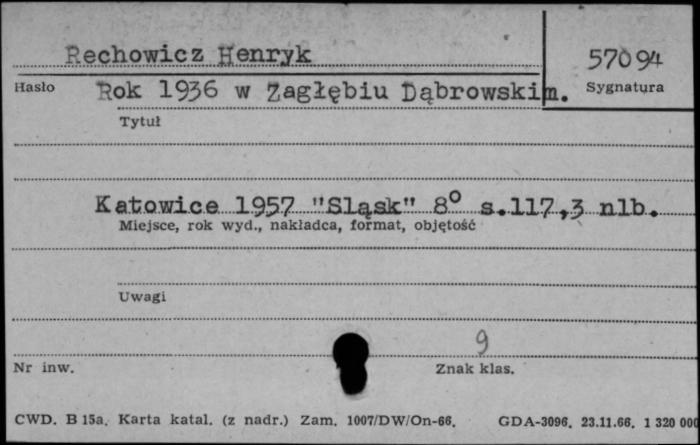 Rechowicz Henryk
57094
Hasło
Rok 1936 w Zagłębiu Dąbrowskim.
Sygnatura
Tytuł
Katowice 1957 "Sląsk" 8° s.117,3 nlb.
Miejsce, rok wyd., nakładca, format, objętość
Uwagi
9
Nr inw.
Znak klas.
CWD. B 15a. Karta katal. (z nadr.) Zam. 1007/DW/On-66. GDA-3096. 23.11.66. 1 320 000